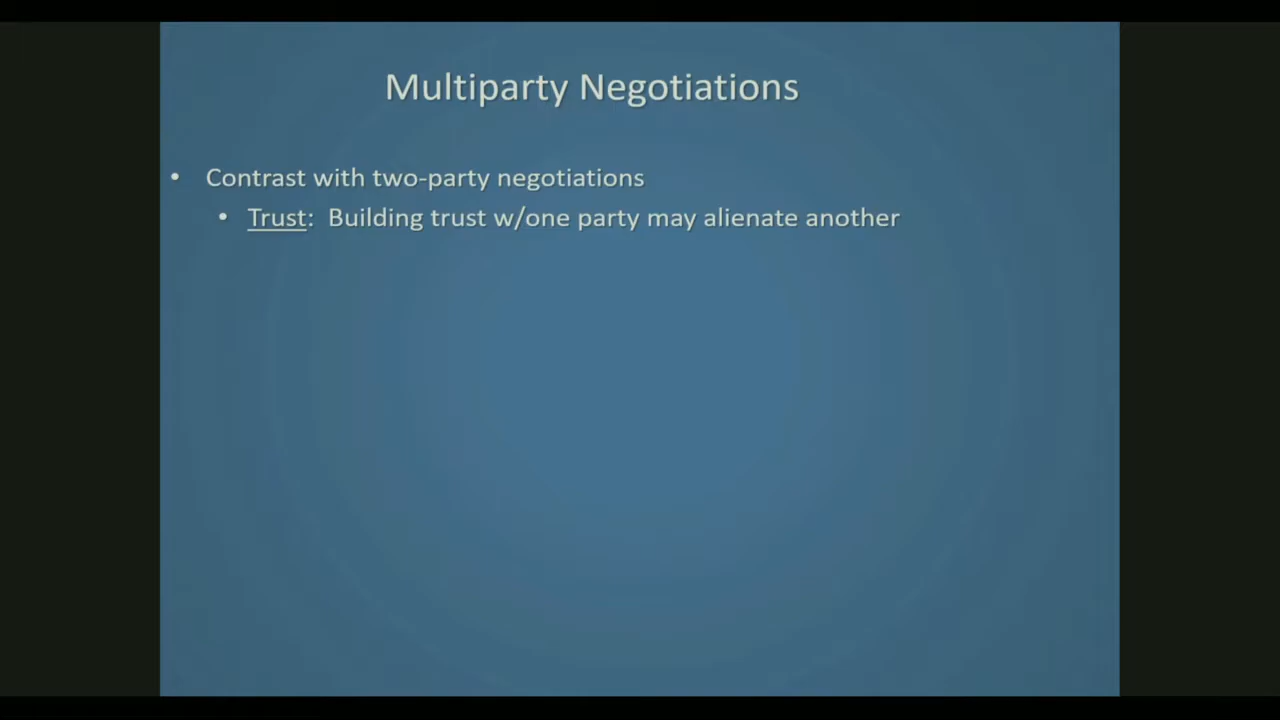 Multiparty Negotiations
• Contrast with two-party negotiations
• Trust: Building trust w/one party may alienate another